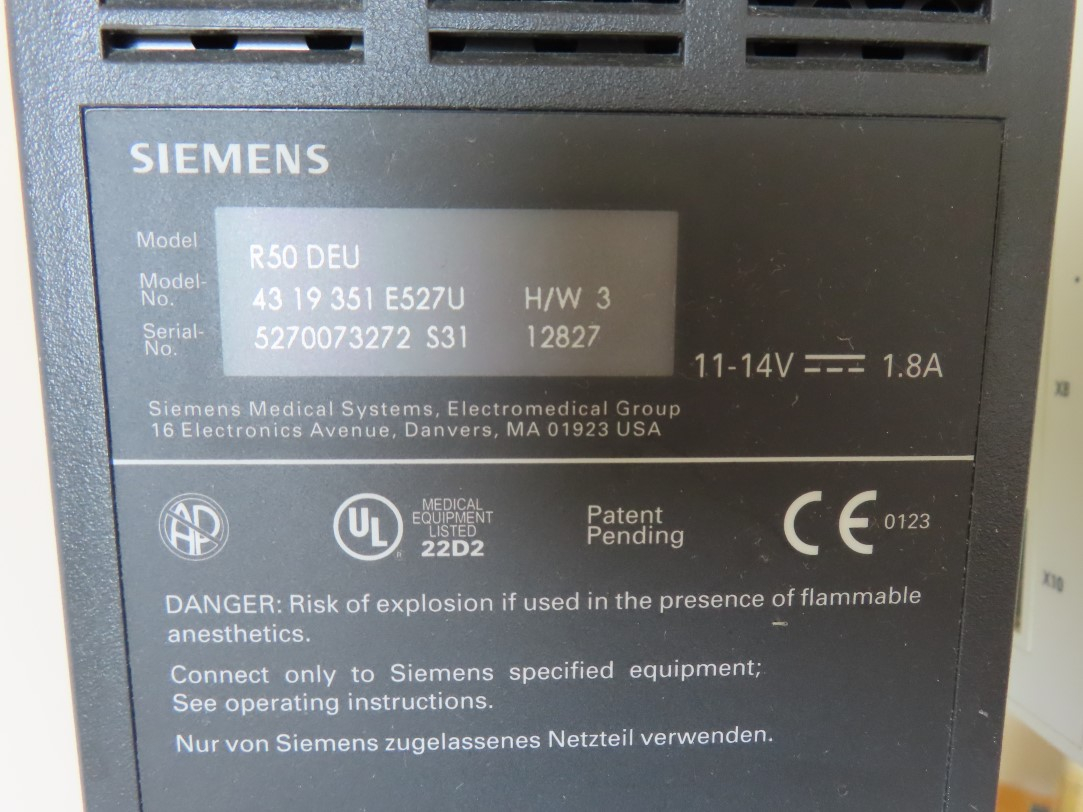 SIEMENS
Model R50 DEU
Model-
No. 43 19 351 E527U H/W 3
Serial-
No. 5270073272 S31 12827
11-14V 1.8A
Siemens Medical Systems, Electromedical Group
16 Electronics Avenue, Danvers, MA 01923 USA
AP
UL
MEDICAL
EQUIPMENT
LISTED
22D2
Patent
Pending
CE 0123
DANGER: Risk of explosion if used in the presence of flammable
anesthetics.
Connect only to Siemens specified equipment;
See operating instructions.
Nur von Siemens zugelassenes Netzteil verwenden.
X8
X10